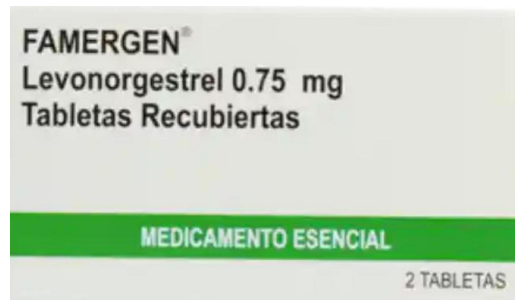 FAMERGEN®
Levonorgestrel 0.75 mg
Tabletas Recubiertas
MEDICAMENTO ESENCIAL
2 TABLETAS